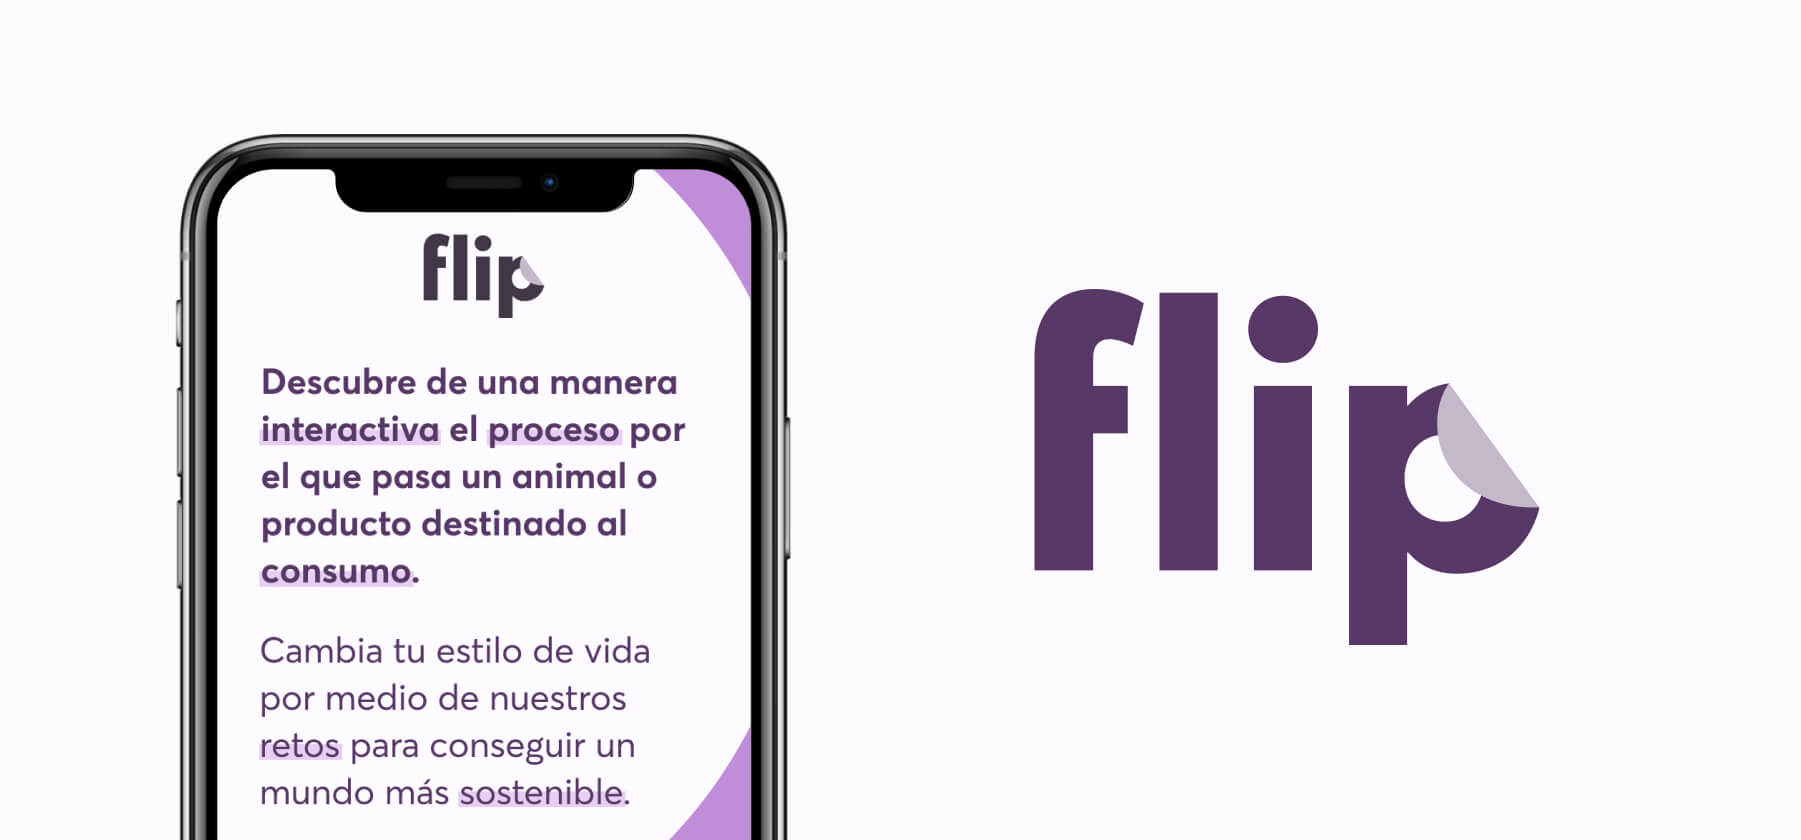 flip
Descubre de una manera
interactiva el proceso por
el que pasa un animal o
producto destinado al
consumo.
Cambia tu estilo de vida
por medio de nuestros
retos para conseguir un
mundo más sostenible.
flip